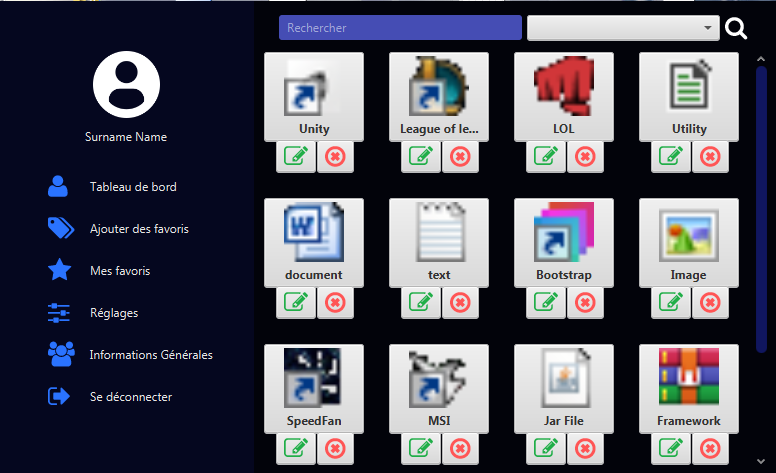 Rechercher
Surname Name
Tableau de bord
Ajouter des favoris
Mes favoris
Réglages
Informations Générales
Se déconnecter
Unity
League of le...
LOL
Utility
document
text
Bootstrap
Image
SpeedFan
MSI
Jar File
Framework